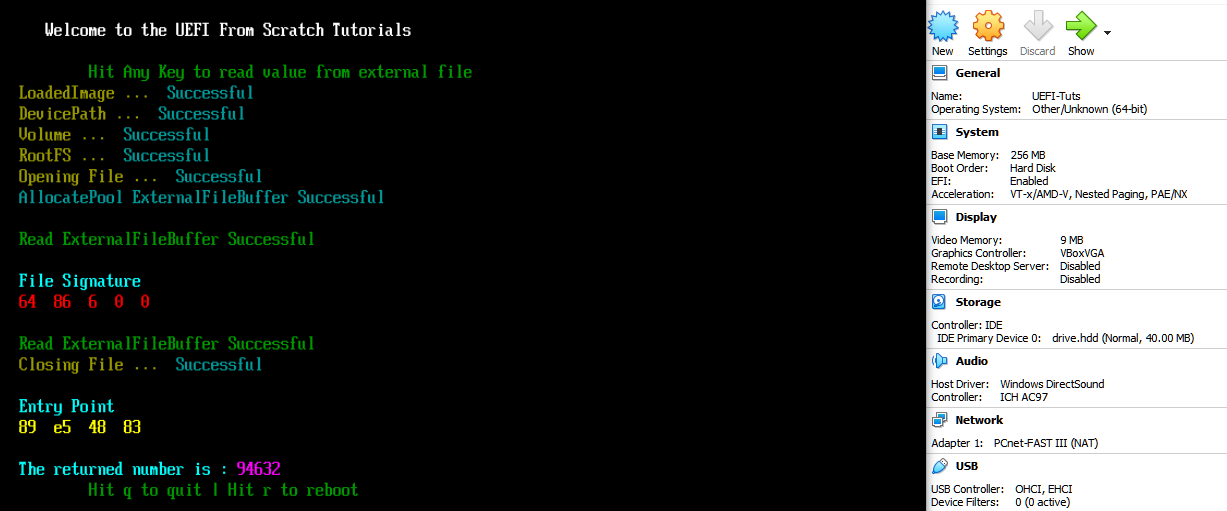 Welcome to the UEFI From Scratch Tutorials
Hit Any Key to read value from external file
LoadedImage ... Successful
DevicePath ... Successful
Volume ... Successful
RootFS ... Successful
Opening File ... Successful
AllocatePool ExternalFileBuffer Successful
Read ExternalFileBuffer Successful
File Signature
64 86 6 0 0
Read ExternalFileBuffer Successful
Closing File ... Successful
Entry Point
89 e5 48 83
The returned number is : 94632
Hit q to quit | Hit r to reboot
New Settings Discard Show
General
Name: UEFI-Tuts
Operating System: Other/Unknown (64-bit)
System
Base Memory: 256 MB
Boot Order: Hard Disk
EFI: Enabled
Acceleration: VT-x/AMD-V, Nested Paging, PAE/NX
Display
Video Memory: 9 MB
Graphics Controller: VBoxVGA
Remote Desktop Server: Disabled
Recording: Disabled
Storage
Controller: IDE
IDE Primary Device 0: drive.hdd (Normal, 40.00 MB)
Audio
Host Driver: Windows DirectSound
Controller: ICH AC97
Network
Adapter 1: PCnet-FAST III (NAT)
USB
USB Controller: OHCI, EHCI
Device Filters: 0 (0 active)